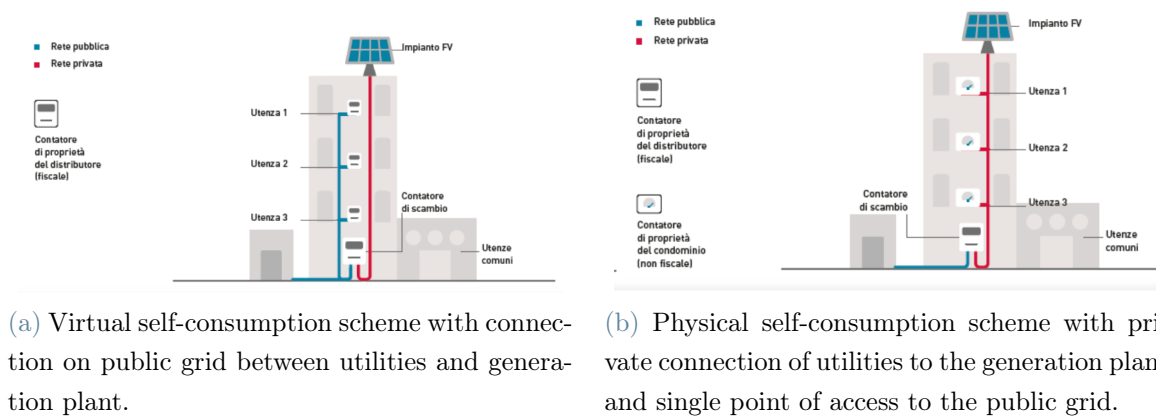 Rete pubblica
Rete privata
Impianto FV
Utenza 1
Contatore
di proprietà
del distributore
(fiscale)
Utenza 2
Contatore
di scambio
Utenza 3
Utenze
comuni
(a) Virtual self-consumption scheme with connec-
tion on public grid between utilities and genera-
tion plant.
Rete pubblica
Rete privata
Impianto FV
Utenza 1
Contatore
di proprietà
del distributore
(fiscale)
Utenza 2
Contatore
di scambio
Utenza 3
Contatore
di proprietà
del condominio
(non fiscale)
Utenze
comuni
(b) Physical self-consumption scheme with pri
vate connection of utilities to the generation plan
and single point of access to the public grid.